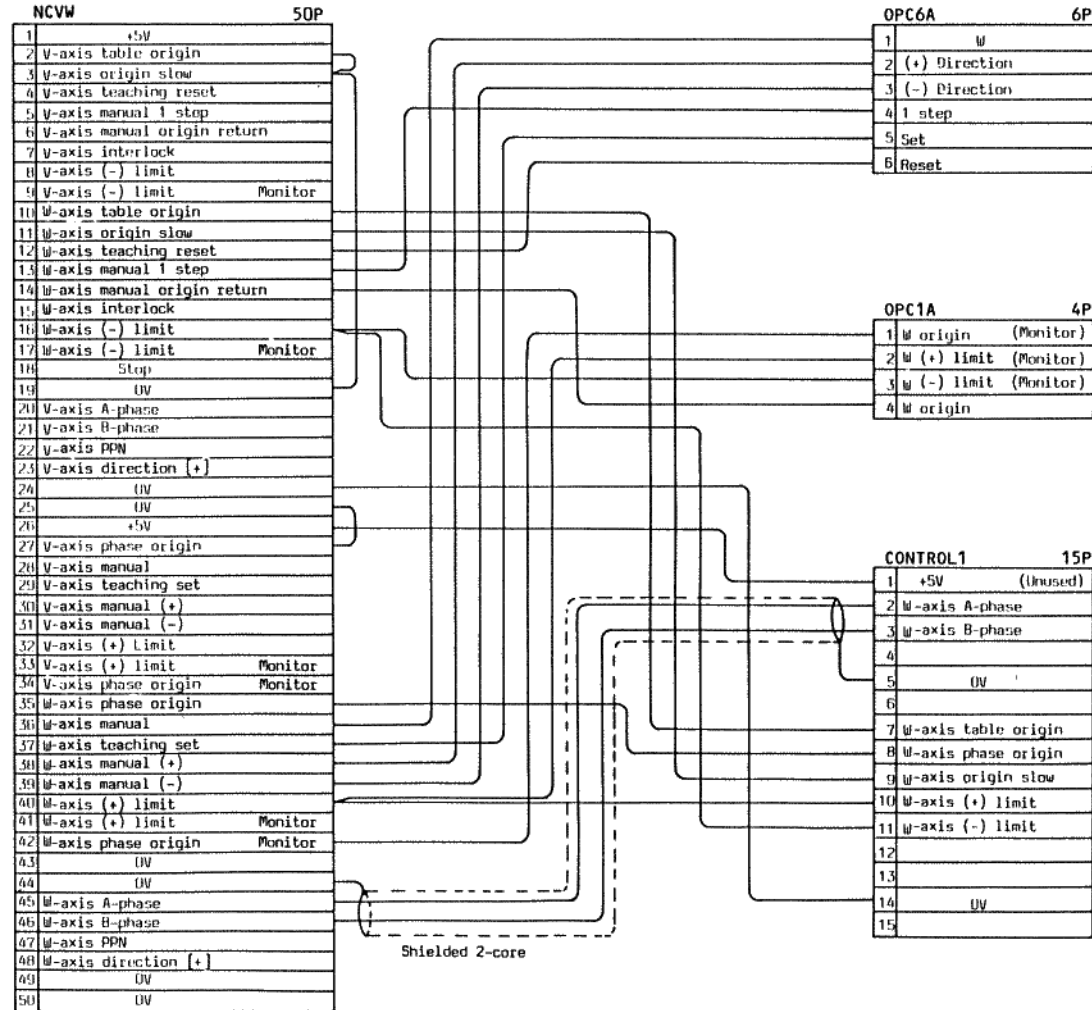 NCVW 50P
1 +5V
2 V-axis table origin
3 V-axis origin slow
4 V-axis teaching reset
5 V-axis manual 1 stop
6 V-axis manual origin return
7 V-axis interlock
8 V-axis (-) limit
9 V-axis (-) limit Monitor
10 W-axis table origin
11 W-axis origin slow
12 W-axis teaching reset
13 W-axis manual 1 step
14 W-axis manual origin return
15 W-axis interlock
16 W-axis (-) limit
17 W-axis (-) limit Monitor
18 Stop
19 0V
20 V-axis A-phase
21 V-axis B-phase
22 V-axis PPN
23 V-axis direction [+]
24 0V
25 0V
26 +5V
27 V-axis phase origin
28 V-axis manual
29 V-axis teaching set
30 V-axis manual (+)
31 V-axis manual (-)
32 V-axis (+) Limit
33 V-axis (+) limit Monitor
34 V-axis phase origin Monitor
35 W-axis phase origin
36 W-axis manual
37 W-axis teaching set
38 W-axis manual (+)
39 W-axis manual (-)
40 W-axis (+) limit
41 W-axis (+) limit Monitor
42 W-axis phase origin Monitor
43 0V
44 0V
45 W-axis A-phase
46 W-axis B-phase
47 W-axis PPN
48 W-axis direction [+]
49 0V
50 0V
Shielded 2-core
OPC6A 6P
1 W
2 (+) Direction
3 (-) Direction
4 1 step
5 Set
6 Reset
OPC1A 4P
1 W origin (Monitor)
2 W (+) limit (Monitor)
3 W (-) limit (Monitor)
4 W origin
CONTROL1 15P
1 +5V (Unused)
2 W-axis A-phase
3 W-axis B-phase
4
5 0V
6
7 W-axis table origin
8 W-axis phase origin
9 W-axis origin slow
10 W-axis (+) limit
11 W-axis (-) limit
12
13
14 0V
15